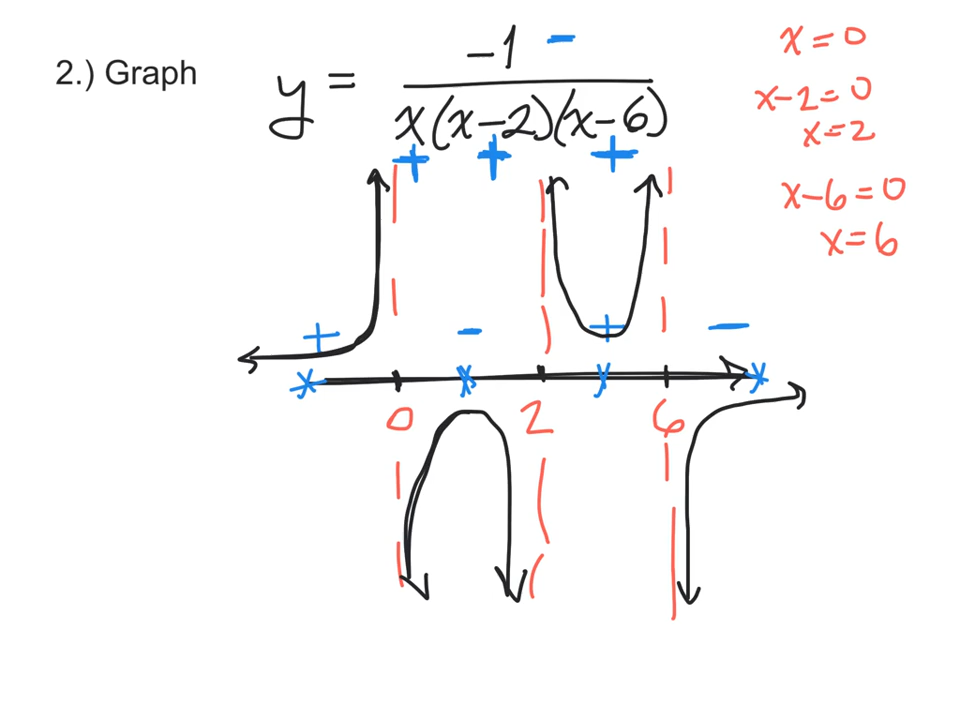 2.) Graph y = -1 / x(x-2)(x-6)
-
+ + +
x = 0
x-2=0
x=2
x-6=0
x=6
+ - + -
0 2 6